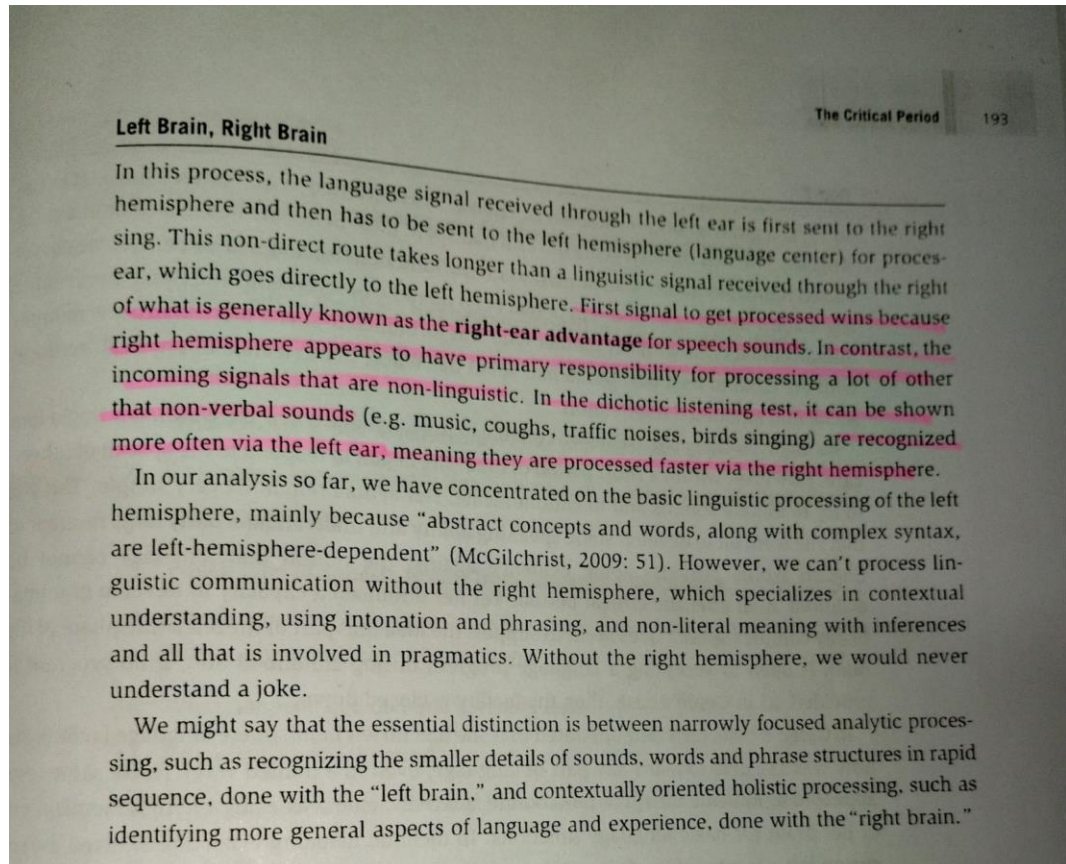 The Critical Period 193
Left Brain, Right Brain
In this process, the language signal received through the left ear is first sent to the right
hemisphere and then has to be sent to the left hemisphere (language center) for proces-
sing. This non-direct route takes longer than a linguistic signal received through the right
ear, which goes directly to the left hemisphere. First signal to get processed wins because
of what is generally known as the right-ear advantage for speech sounds. In contrast, the
right hemisphere appears to have primary responsibility for processing a lot of other
incoming signals that are non-linguistic. In the dichotic listening test, it can be shown
that non-verbal sounds (e.g. music, coughs, traffic noises, birds singing) are recognized
more often via the left ear, meaning they are processed faster via the right hemisphere.
In our analysis so far, we have concentrated on the basic linguistic processing of the left
hemisphere, mainly because “abstract concepts and words, along with complex syntax,
are left-hemisphere-dependent” (McGilchrist, 2009: 51). However, we can’t process lin-
guistic communication without the right hemisphere, which specializes in contextual
understanding, using intonation and phrasing, and non-literal meaning with inferences
and all that is involved in pragmatics. Without the right hemisphere, we would never
understand a joke.
We might say that the essential distinction is between narrowly focused analytic proces-
sing, such as recognizing the smaller details of sounds, words and phrase structures in rapid
sequence, done with the “left brain,” and contextually oriented holistic processing, such as
identifying more general aspects of language and experience, done with the “right brain.”